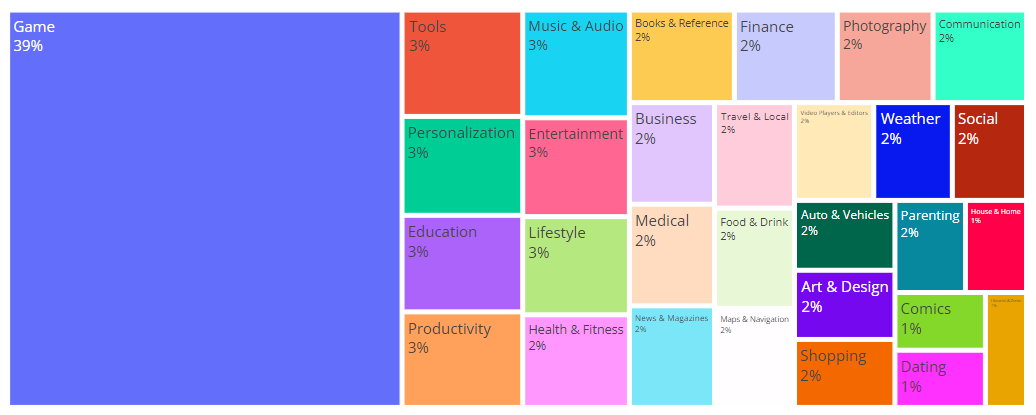 Game
39%
Tools
3%
Personalization
3%
Education
3%
Productivity
3%
Music & Audio
3%
Entertainment
3%
Lifestyle
3%
Health & Fitness
2%
Books & Reference
2%
Finance
2%
Photography
2%
Communication
2%
Business
2%
Medical
2%
News & Magazines
2%
Travel & Local
2%
Food & Drink
2%
Maps & Navigation
2%
Video Players & Editors
2%
Weather
2%
Social
2%
Auto & Vehicles
2%
Art & Design
2%
Shopping
2%
Parenting
2%
House & Home
1%
Comics
1%
Dating
1%